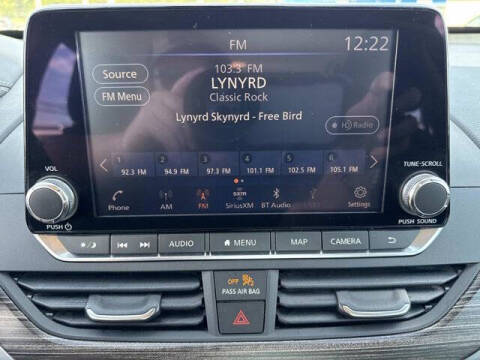 FM
12:22
Source
103.3 FM
LYNYRD
FM Menu
Classic Rock
Lynyrd Skynyrd - Free Bird
HD Radio
1 2 3 4 5 6
92.3 FM 94.9 FM 97.3 FM 101.1 FM 102.5 FM 105.1 FM
Phone AM FM SiriusXM BT Audio Settings
VOL
PUSH
TUNE·SCROLL
PUSH SOUND
AUDIO MENU MAP CAMERA
OFF
PASS AIR BAG